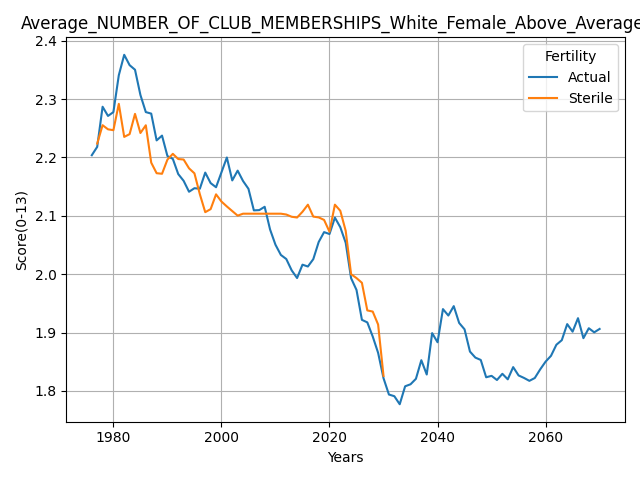 Average_NUMBER_OF_CLUB_MEMBERSHIPS_White_Female_Above_Average
Fertility
Actual
Sterile
2.4
2.3
2.2
2.1
2.0
1.9
1.8
Score(0-13)
1980 2000 2020 2040 2060
Years